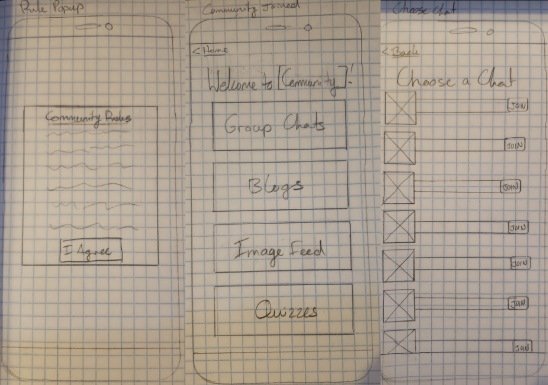 Rule Popup
Community Rules
I Agree
Community Joined
< Home
Welcome to [Community]!
Group Chats
Blogs
Image Feed
Quizzes
Choose Chat
< Back
Choose a Chat
JOIN
JOIN
JOIN
JOIN
JOIN
JOIN
JOIN